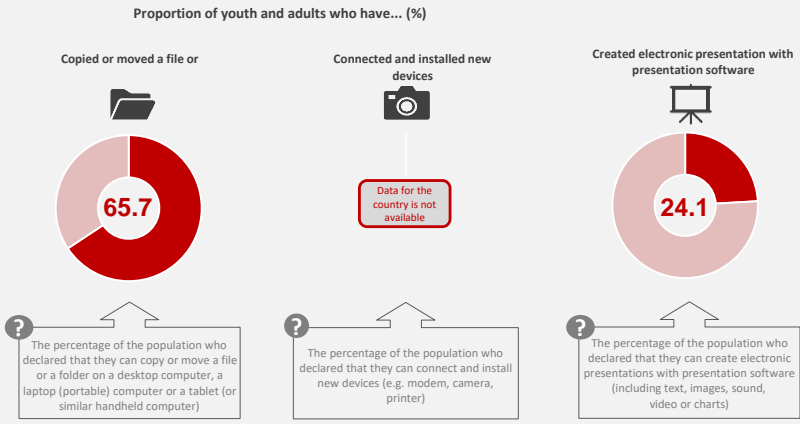 Proportion of youth and adults who have... (%)
Copied or moved a file or
65.7
?
The percentage of the population who
declared that they can copy or move a file
or a folder on a desktop computer, a
laptop (portable) computer or a tablet (or
similar handheld computer)
Connected and installed new
devices
Data for the
country is not
available
?
The percentage of the population who
declared that they can connect and install
new devices (e.g. modem, camera,
printer)
Created electronic presentation with
presentation software
24.1
?
The percentage of the population who
declared that they can create electronic
presentations with presentation software
(including text, images, sound,
video or charts)